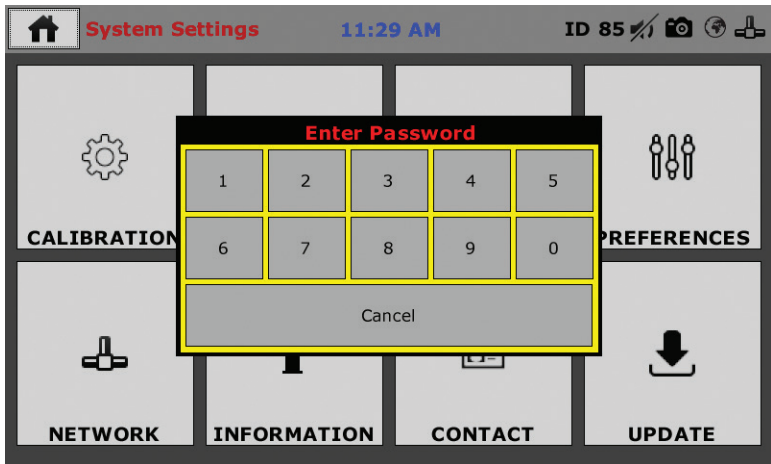 System Settings 11:29 AM ID 85
Enter Password
1 2 3 4 5
CALIBRATION PREFERENCES
6 7 8 9 0
Cancel
NETWORK INFORMATION CONTACT UPDATE